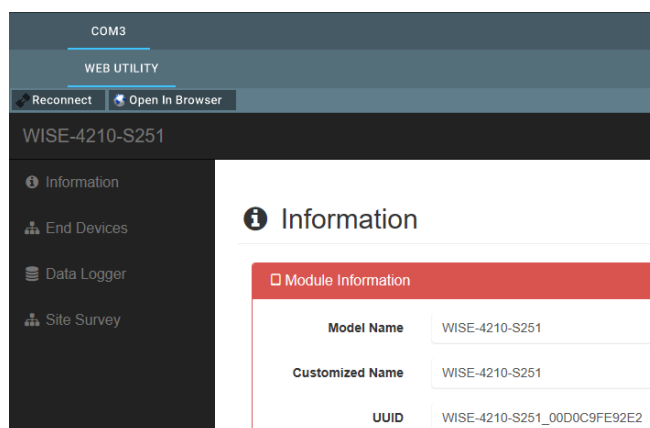 COM3
WEB UTILITY
Reconnect Open In Browser
WISE-4210-S251
Information
End Devices
Data Logger
Site Survey
Information
Module Information
Model Name WISE-4210-S251
Customized Name WISE-4210-S251
UUID WISE-4210-S251_00D0C9FE92E2